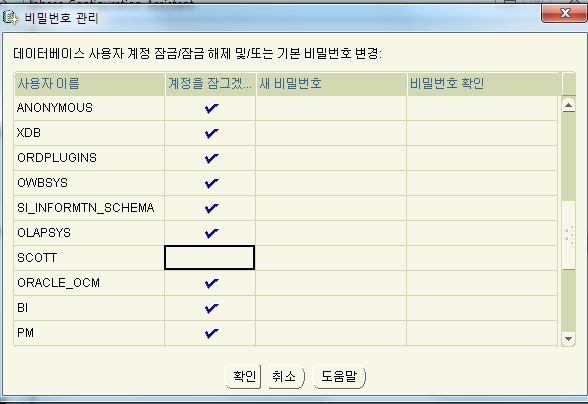 비밀번호 관리
데이터베이스 사용자 계정 잠금/잠금 해제 및/또는 기본 비밀번호 변경:
사용자 이름 계정을 잠그겠... 새 비밀번호 비밀번호 확인
ANONYMOUS
XDB
ORDPLUGINS
OWBSYS
SI_INFORMTN_SCHEMA
OLAPSYS
SCOTT
ORACLE_OCM
BI
PM
확인 취소 도움말